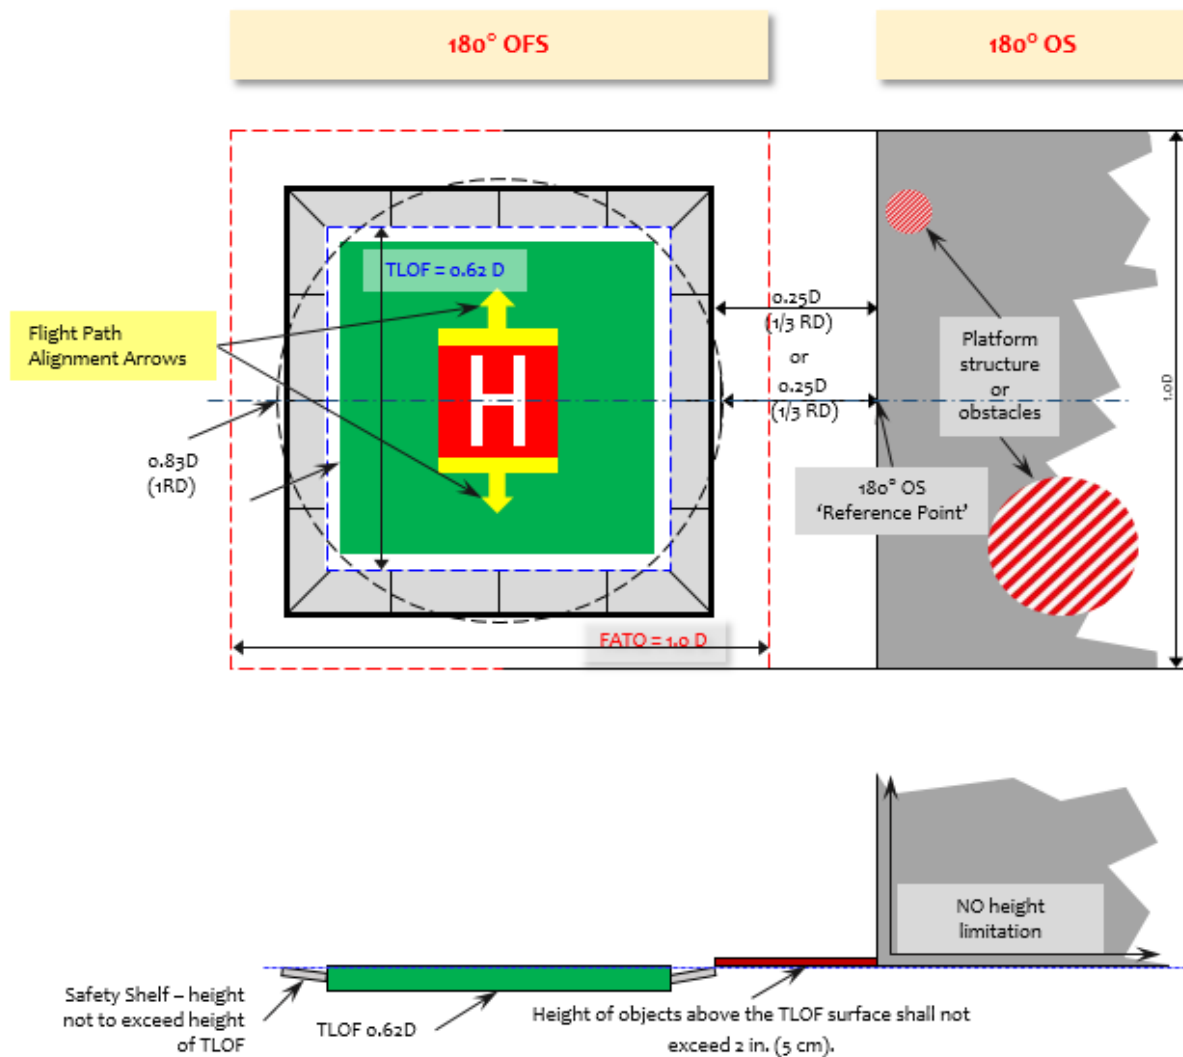 180° OFS
180° OS
TLOF = 0.62 D
Flight Path
Alignment Arrows
H
0.25D
(1/3 RD)
or
0.25D
(1/3 RD)
Platform
structure
or
obstacles
1.0D
0.83D
(1RD)
180° OS
‘Reference Point’
FATO = 1.0 D
NO height
limitation
Safety Shelf – height
not to exceed height
of TLOF
TLOF 0.62D
Height of objects above the TLOF surface shall not
exceed 2 in. (5 cm).